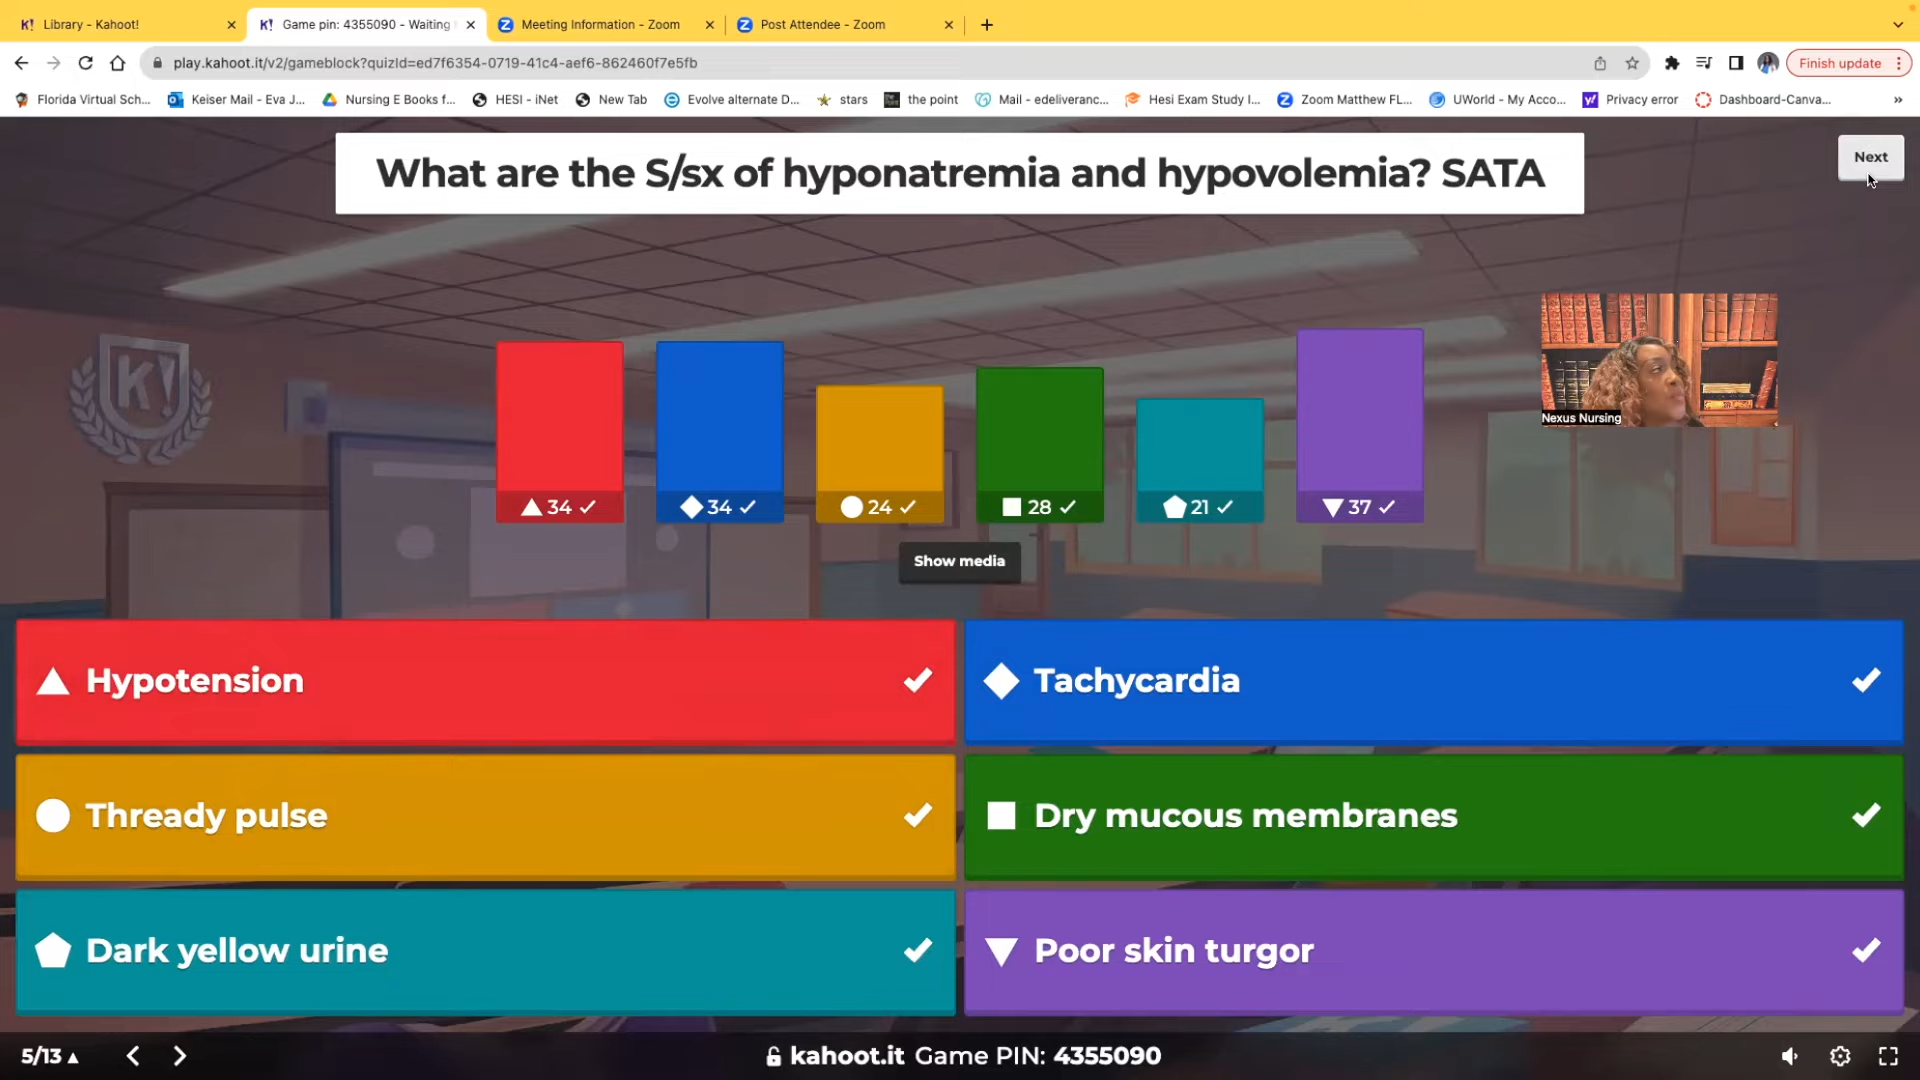 Library - Kahoot!
Game pin: 4355090 - Waiting
Meeting Information - Zoom
Post Attendee - Zoom
play.kahoot.it/v2/gameblock?quizId=ed7f6354-0719-41c4-aef6-862460f7e5fb
Finish update
Florida Virtual Sch...
Keiser Mail - Eva J...
Nursing E Books f...
HESI - iNet
New Tab
Evolve alternate D...
stars
the point
Mail - edeliveranc...
Hesi Exam Study I...
Zoom Matthew FL...
UWorld - My Acco...
Privacy error
Dashboard-Canva...
What are the S/sx of hyponatremia and hypovolemia? SATA
Next
K!
Nexus Nursing
34
34
24
28
21
37
Show media
Hypotension
Tachycardia
Thready pulse
Dry mucous membranes
Dark yellow urine
Poor skin turgor
5/13
kahoot.it Game PIN: 4355090